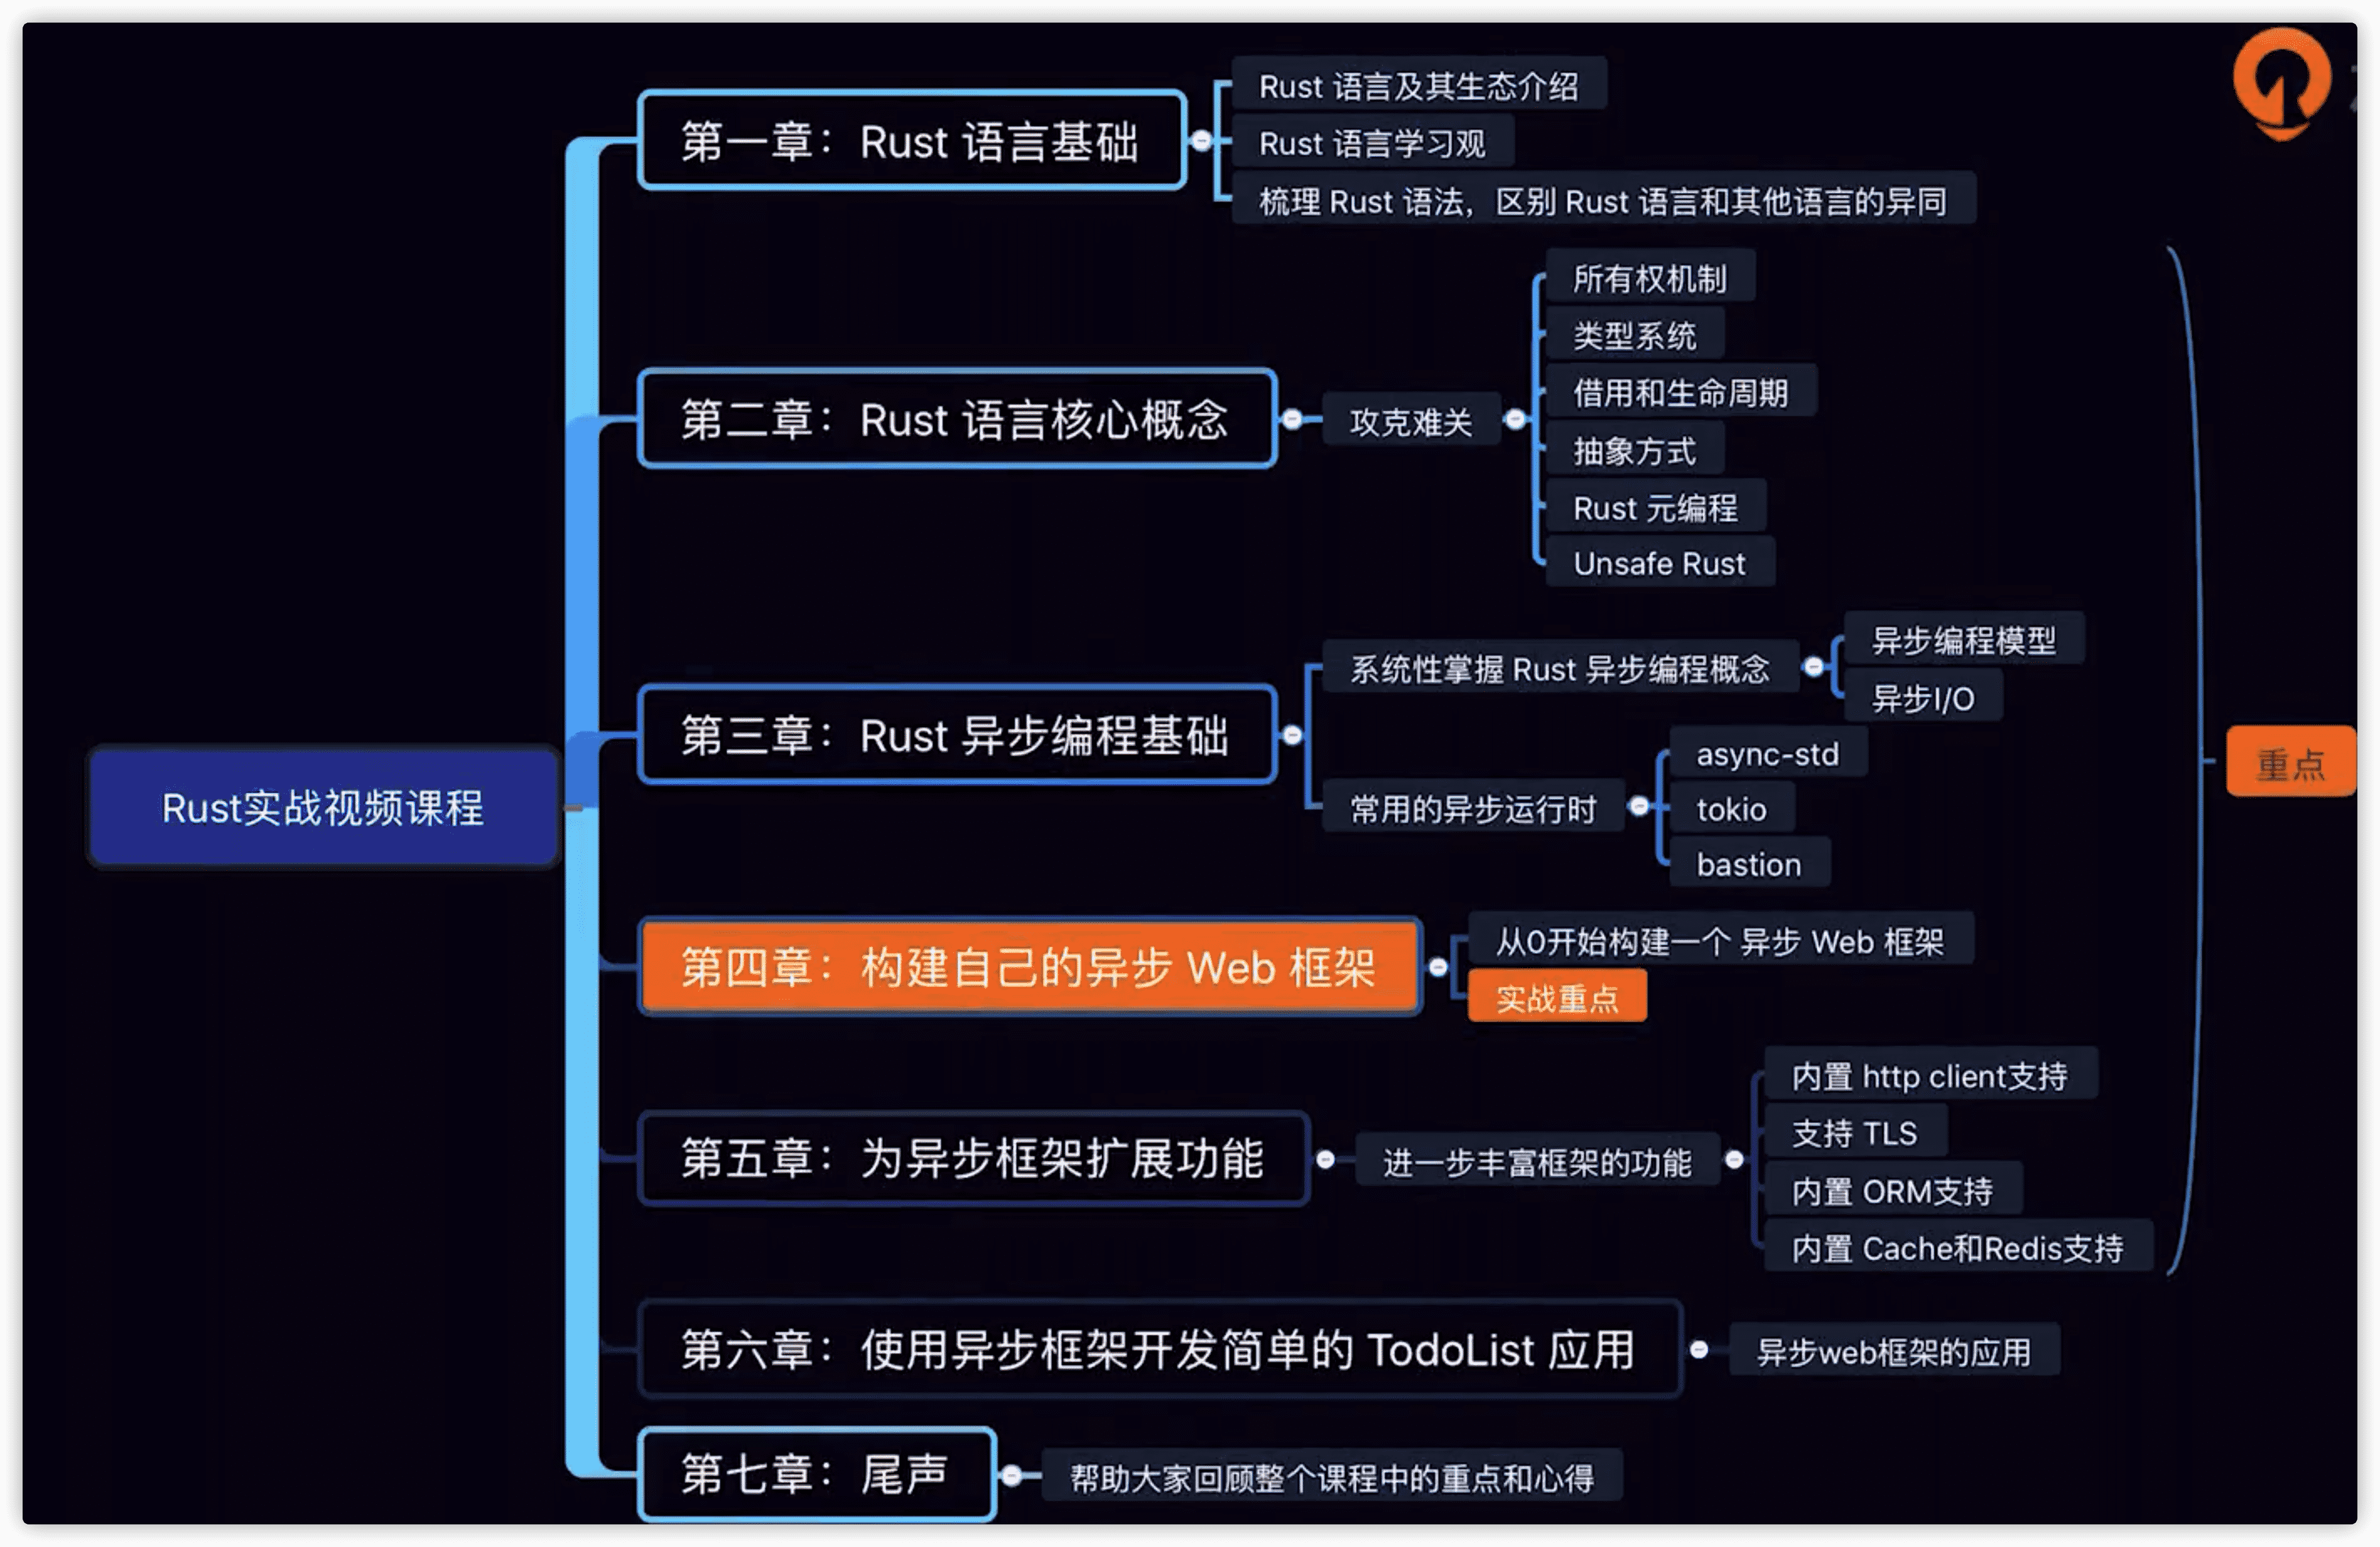 Rust实战视频课程
第一章：Rust 语言基础
Rust 语言及其生态介绍
Rust 语言学习观
梳理 Rust 语法，区别 Rust 语言和其他语言的异同
第二章：Rust 语言核心概念
攻克难关
所有权机制
类型系统
借用和生命周期
抽象方式
Rust 元编程
Unsafe Rust
第三章：Rust 异步编程基础
系统性掌握 Rust 异步编程概念
异步编程模型
异步I/O
常用的异步运行时
async-std
tokio
bastion
第四章：构建自己的异步 Web 框架
从0开始构建一个 异步 Web 框架
实战重点
第五章：为异步框架扩展功能
进一步丰富框架的功能
内置 http client支持
支持 TLS
内置 ORM支持
内置 Cache和Redis支持
重点
第六章：使用异步框架开发简单的 TodoList 应用
异步web框架的应用
第七章：尾声
帮助大家回顾整个课程中的重点和心得